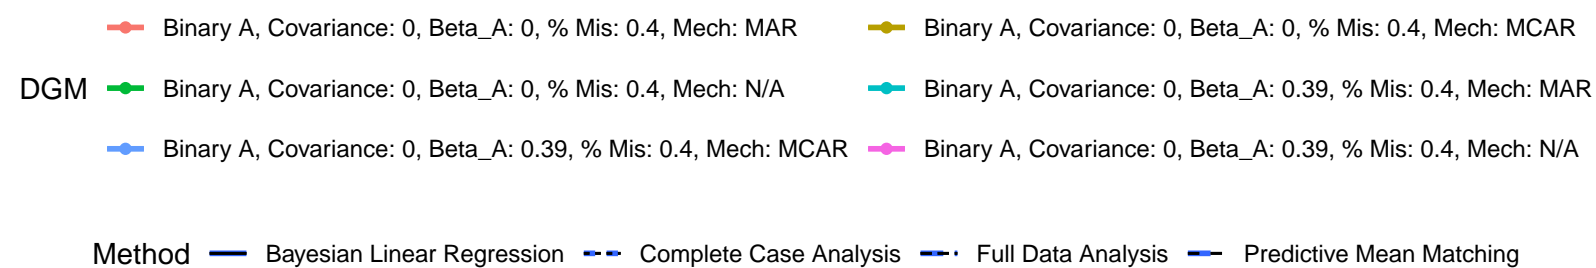 Binary A, Covariance: 0, Beta_A: 0, % Mis: 0.4, Mech: MAR Binary A, Covariance: 0, Beta_A: 0, % Mis: 0.4, Mech: MCAR
DGM Binary A, Covariance: 0, Beta_A: 0, % Mis: 0.4, Mech: N/A Binary A, Covariance: 0, Beta_A: 0.39, % Mis: 0.4, Mech: MAR
Binary A, Covariance: 0, Beta_A: 0.39, % Mis: 0.4, Mech: MCAR Binary A, Covariance: 0, Beta_A: 0.39, % Mis: 0.4, Mech: N/A
Method Bayesian Linear Regression Complete Case Analysis Full Data Analysis Predictive Mean Matching